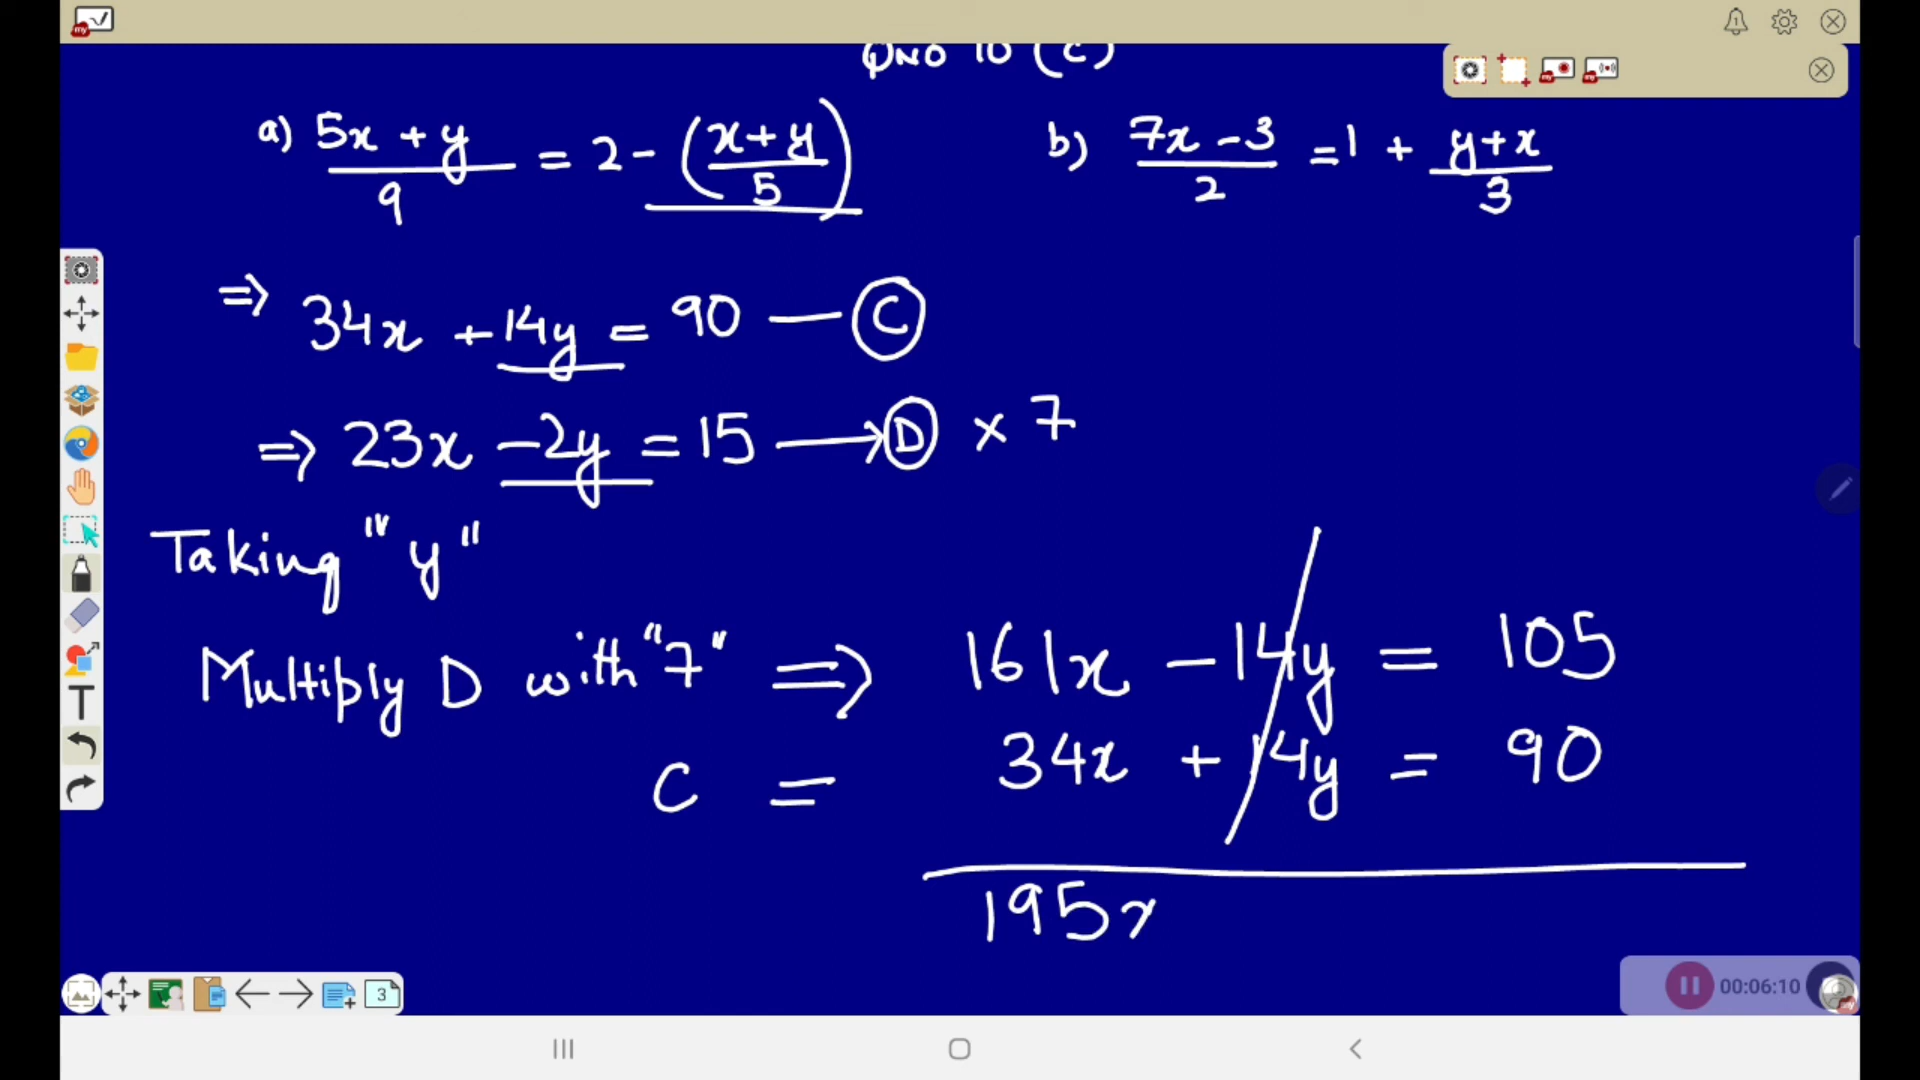 QNO 10 (C)
a) 5x + y / 9 = 2 - (x+y / 5)
b) 7x - 3 / 2 = 1 + y+x / 3
⇒ 34x + 14y = 90 — C
⇒ 23x - 2y = 15 → D × 7
Taking "y"
Multiply D with "7" ⇒ 161x - 14y = 105
C = 34x + 14y = 90
195x
T
3
00:06:10